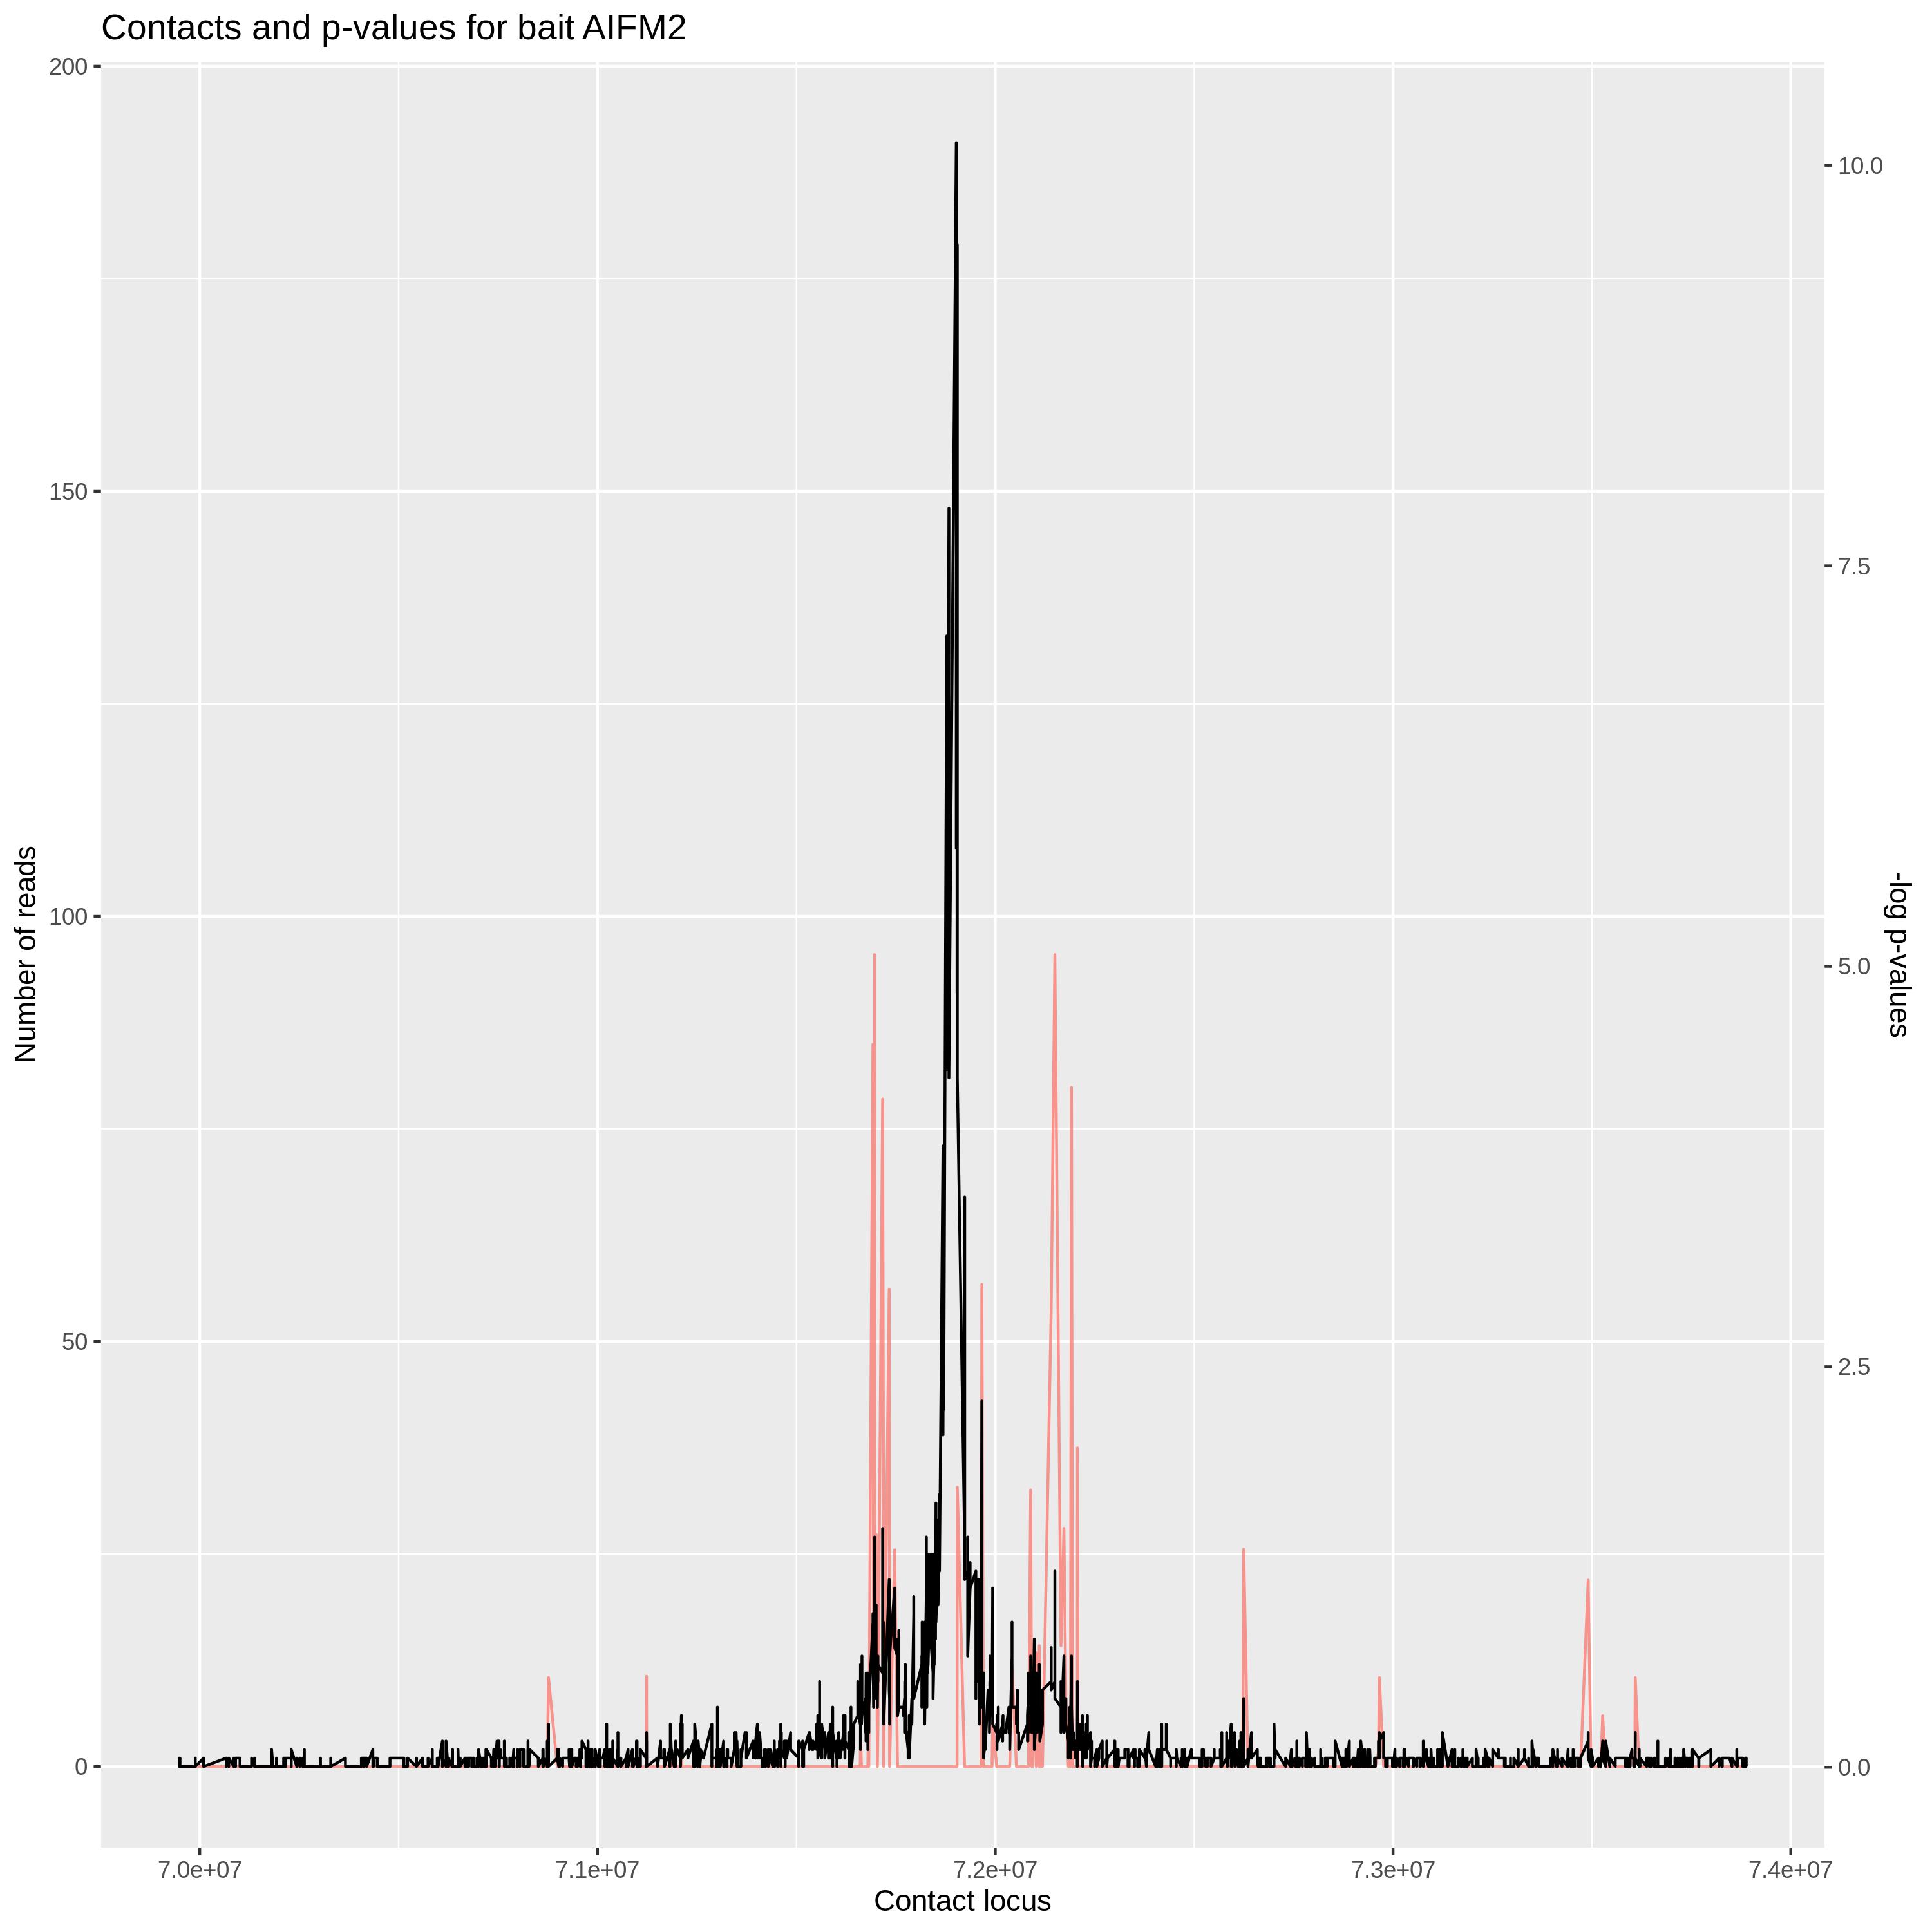 Contacts and p-values for bait AIFM2
200
150
100
50
0
Number of reads
10.0
7.5
5.0
2.5
0.0
-log p-values
7.0e+07
7.1e+07
7.2e+07
7.3e+07
7.4e+07
Contact locus